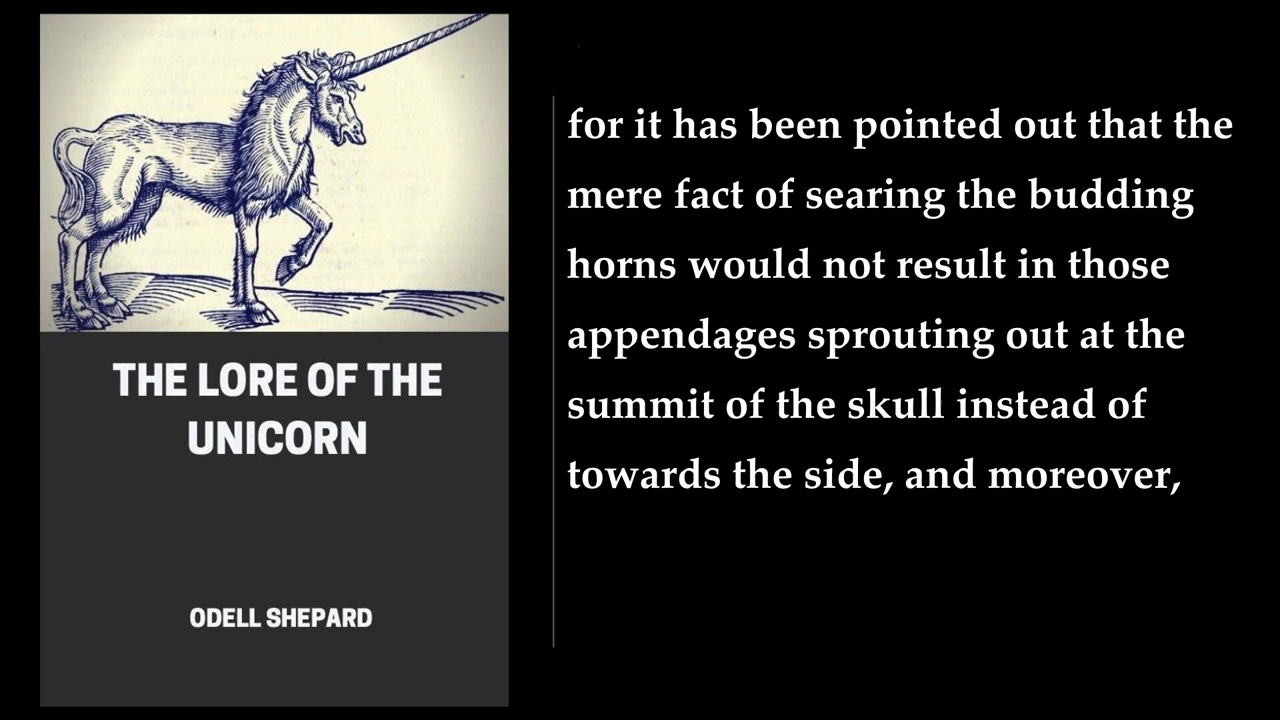 THE LORE OF THE
UNICORN
ODELL SHEPARD
for it has been pointed out that the
mere fact of searing the budding
horns would not result in those
appendages sprouting out at the
summit of the skull instead of
towards the side, and moreover,